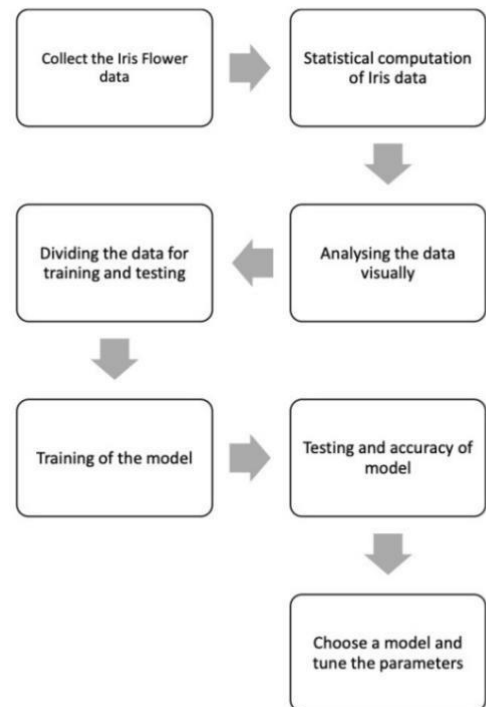 Collect the Iris Flower
data
Statistical computation
of Iris data
Analysing the data
visually
Dividing the data for
training and testing
Training of the model
Testing and accuracy of
model
Choose a model and
tune the parameters